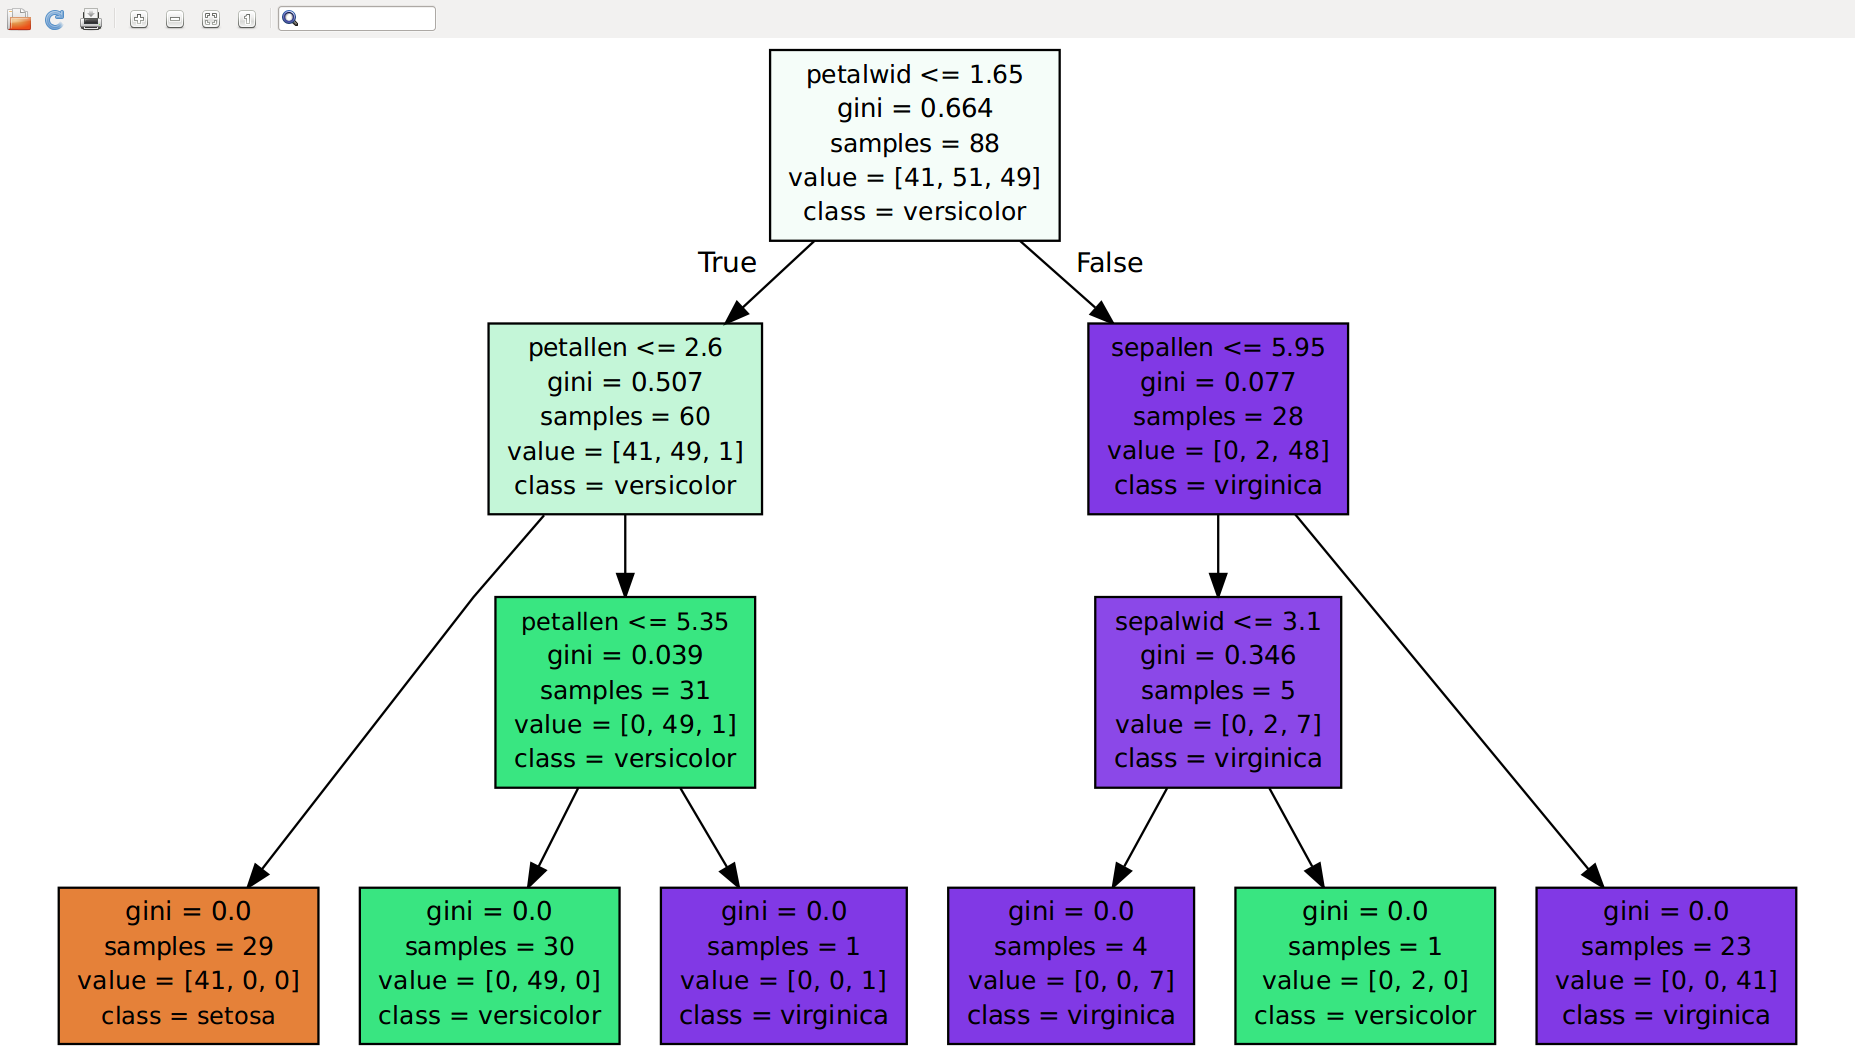 1
petalwid <= 1.65
gini = 0.664
samples = 88
value = [41, 51, 49]
class = versicolor
True
False
petallen <= 2.6
gini = 0.507
samples = 60
value = [41, 49, 1]
class = versicolor
sepallen <= 5.95
gini = 0.077
samples = 28
value = [0, 2, 48]
class = virginica
petallen <= 5.35
gini = 0.039
samples = 31
value = [0, 49, 1]
class = versicolor
sepalwid <= 3.1
gini = 0.346
samples = 5
value = [0, 2, 7]
class = virginica
gini = 0.0
samples = 29
value = [41, 0, 0]
class = setosa
gini = 0.0
samples = 30
value = [0, 49, 0]
class = versicolor
gini = 0.0
samples = 1
value = [0, 0, 1]
class = virginica
gini = 0.0
samples = 4
value = [0, 0, 7]
class = virginica
gini = 0.0
samples = 1
value = [0, 2, 0]
class = versicolor
gini = 0.0
samples = 23
value = [0, 0, 41]
class = virginica